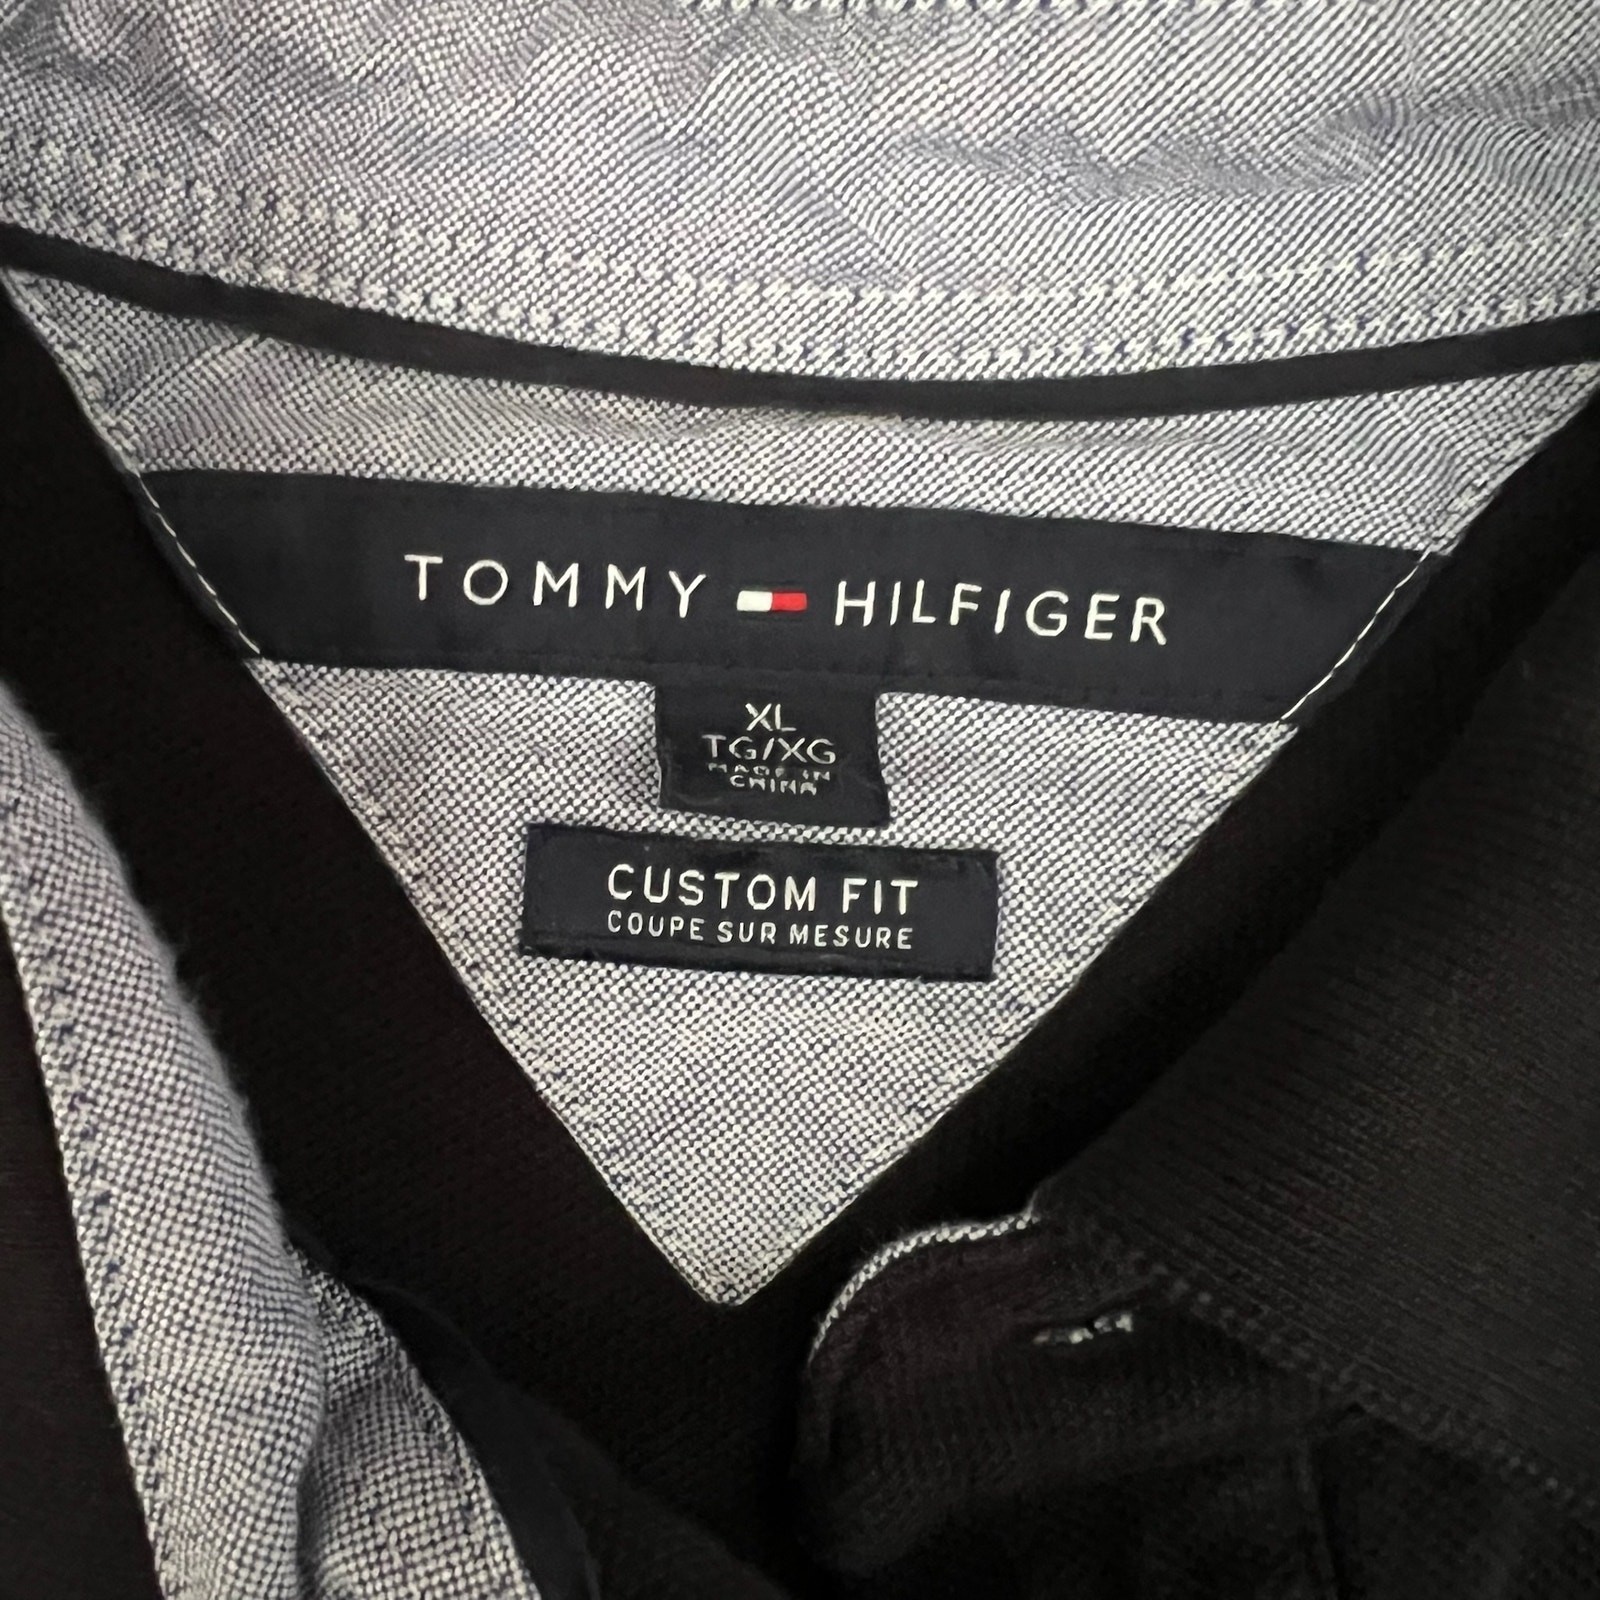 TOMMY HILFIGER
XL
TG/XG
MADE IN
CHINA
CUSTOM FIT
COUPE SUR MESURE